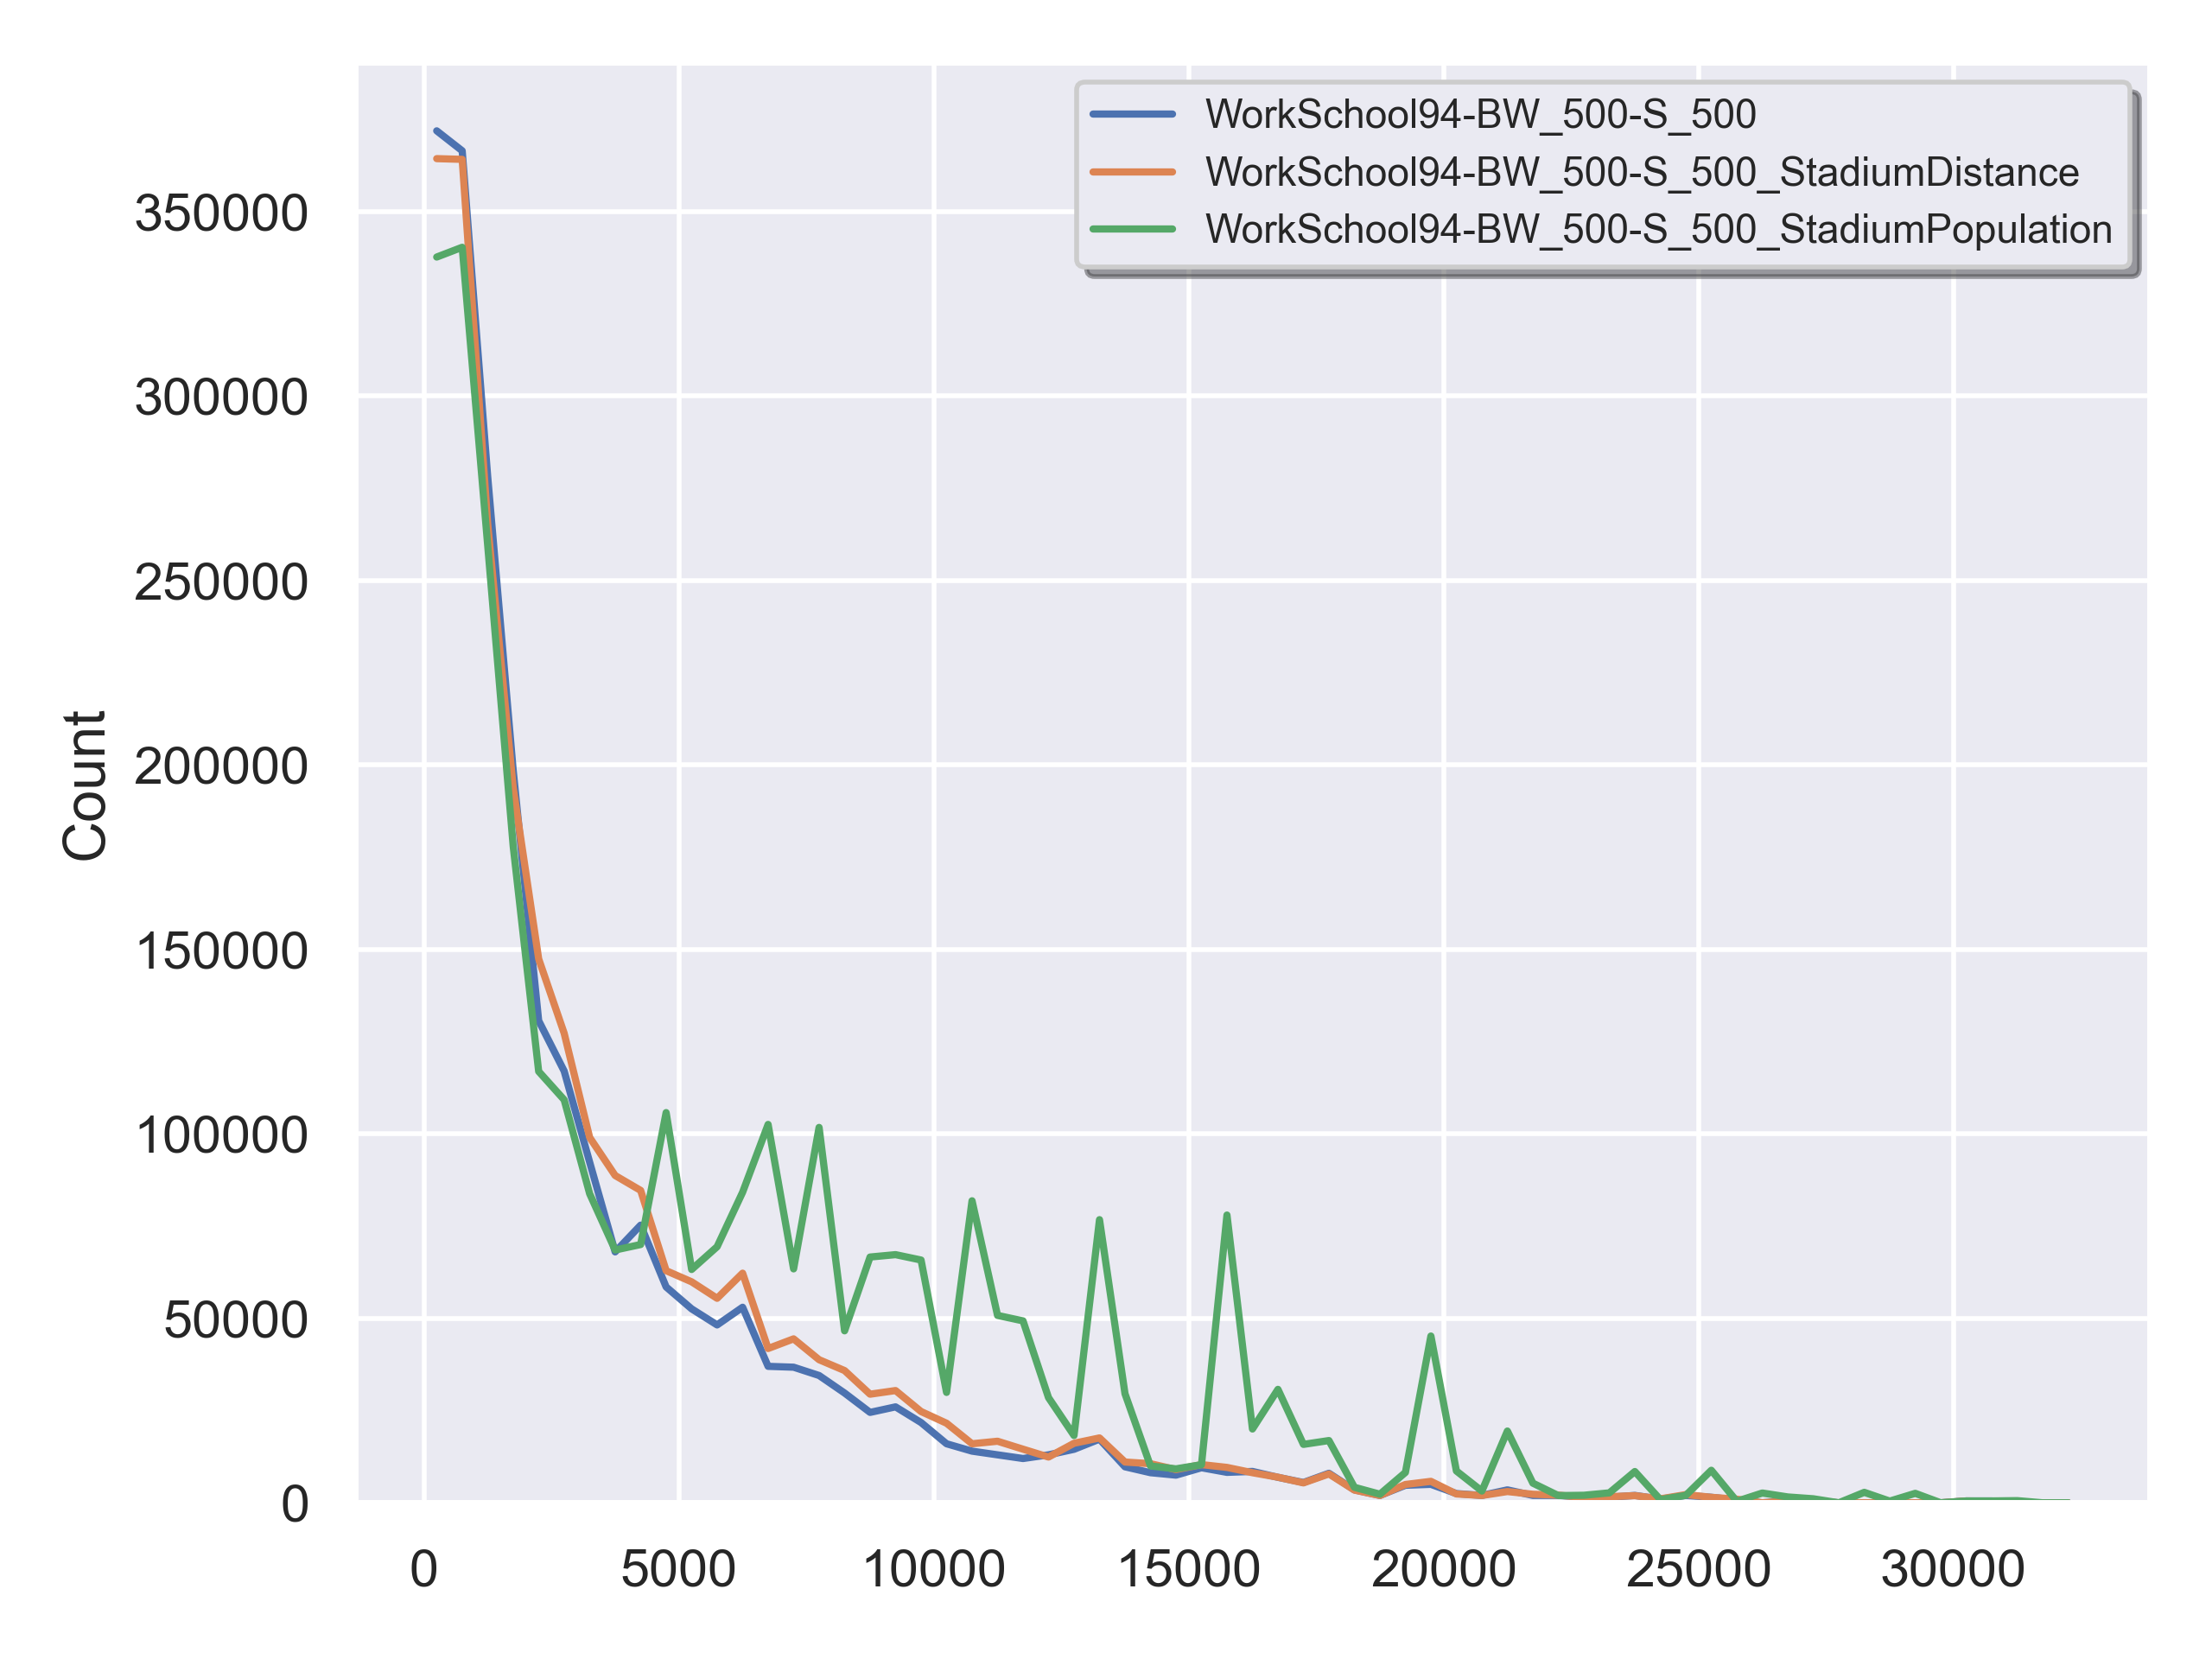 WorkSchool94-BW_500-S_500
WorkSchool94-BW_500-S_500_StadiumDistance
WorkSchool94-BW_500-S_500_StadiumPopulation
350000
300000
250000
200000
150000
100000
50000
0
Count
0 5000 10000 15000 20000 25000 30000